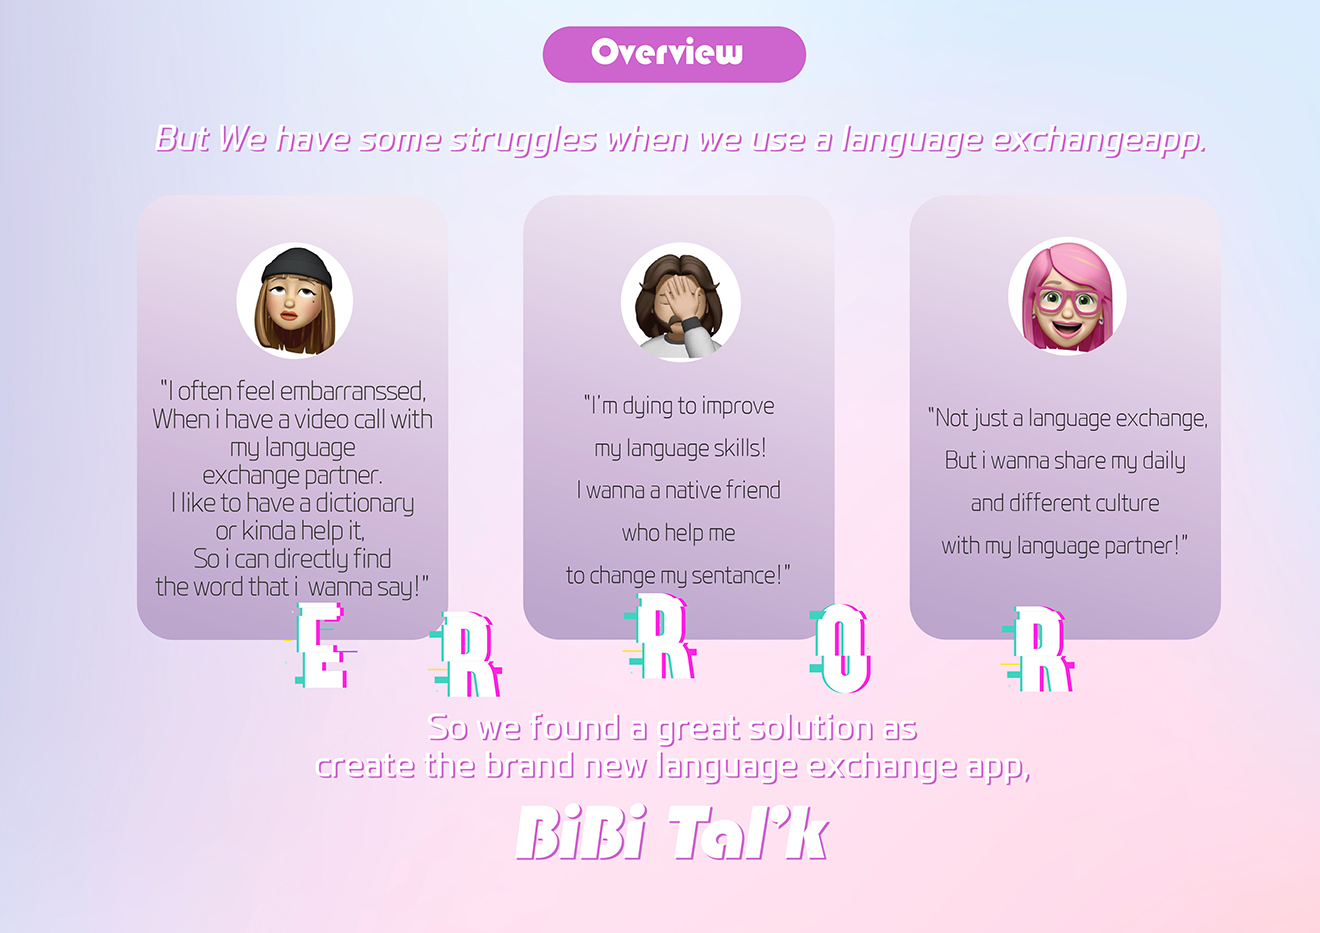 Overview
But We have some struggles when we use a language exchangeapp.
"I often feel embarranssed,
When i have a video call with
my language
exchange partner.
I like to have a dictionary
or kinda help it,
So i can directly find
the word that i wanna say!"
"I'm dying to improve
my language skills!
I wanna a native friend
who help me
to change my sentance!"
"Not just a language exchange,
But i wanna share my daily
and different culture
with my language partner!"
ERROR
So we found a great solution as
create the brand new language exchange app,
BiBi Tal'k